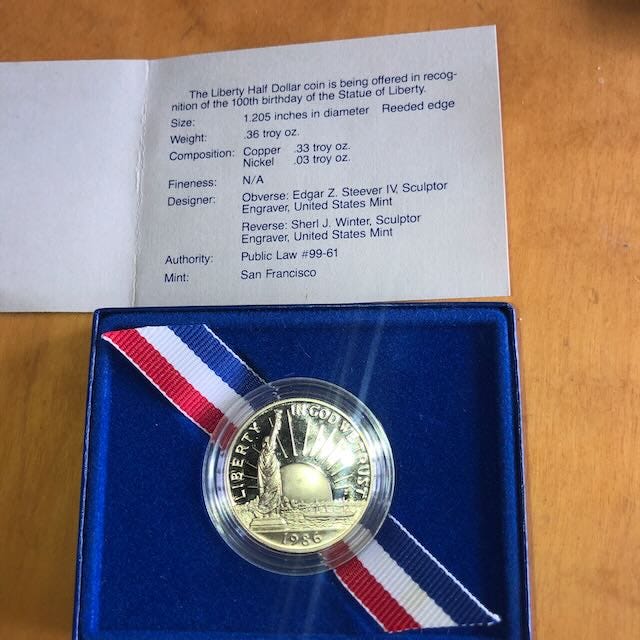 The Liberty Half Dollar coin is being offered in recog-
nition of the 100th birthday of the Statue of Liberty.
Size: 1.205 inches in diameter Reeded edge
Weight: .36 troy oz.
Composition: Copper .33 troy oz.
Nickel .03 troy oz.
Fineness: N/A
Designer: Obverse: Edgar Z. Steever IV, Sculptor
Engraver, United States Mint
Reverse: Sherl J. Winter, Sculptor
Engraver, United States Mint
Authority: Public Law #99-61
Mint: San Francisco
LIBERTY IN GOD WE TRUST
1986